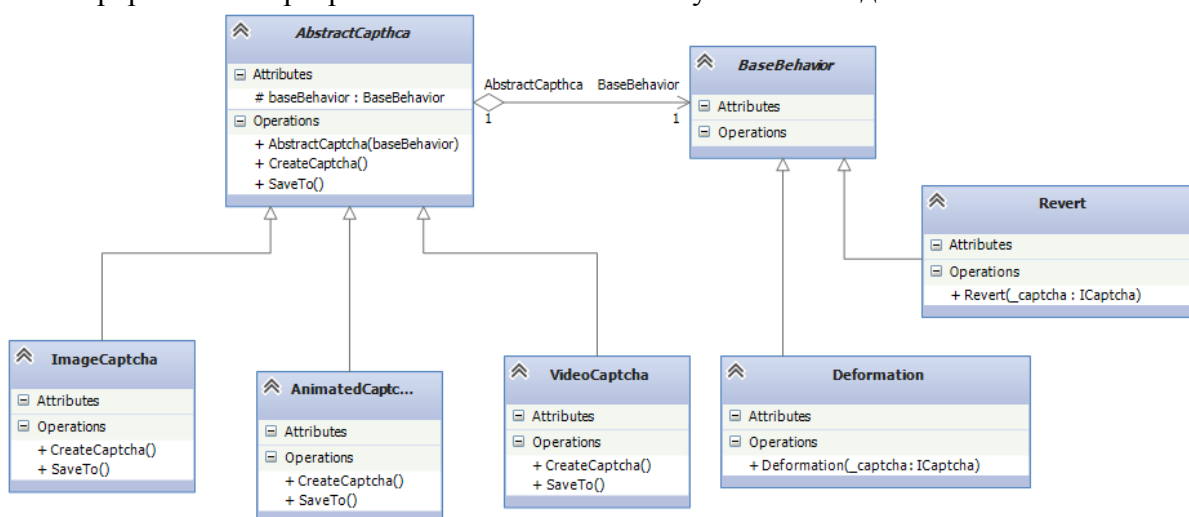 AbstractCapthca
Attributes
# baseBehavior : BaseBehavior
Operations
+ AbstractCaptcha(baseBehavior)
+ CreateCaptcha()
+ SaveTo()
AbstractCapthca BaseBehavior
1 1
BaseBehavior
Attributes
Operations
Revert
Attributes
Operations
+ Revert(_captcha : ICaptcha)
ImageCaptcha
Attributes
Operations
+ CreateCaptcha()
+ SaveTo()
AnimatedCaptc...
Attributes
Operations
+ CreateCaptcha()
+ SaveTo()
VideoCaptcha
Attributes
Operations
+ CreateCaptcha()
+ SaveTo()
Deformation
Attributes
Operations
+ Deformation(_captcha: ICaptcha)